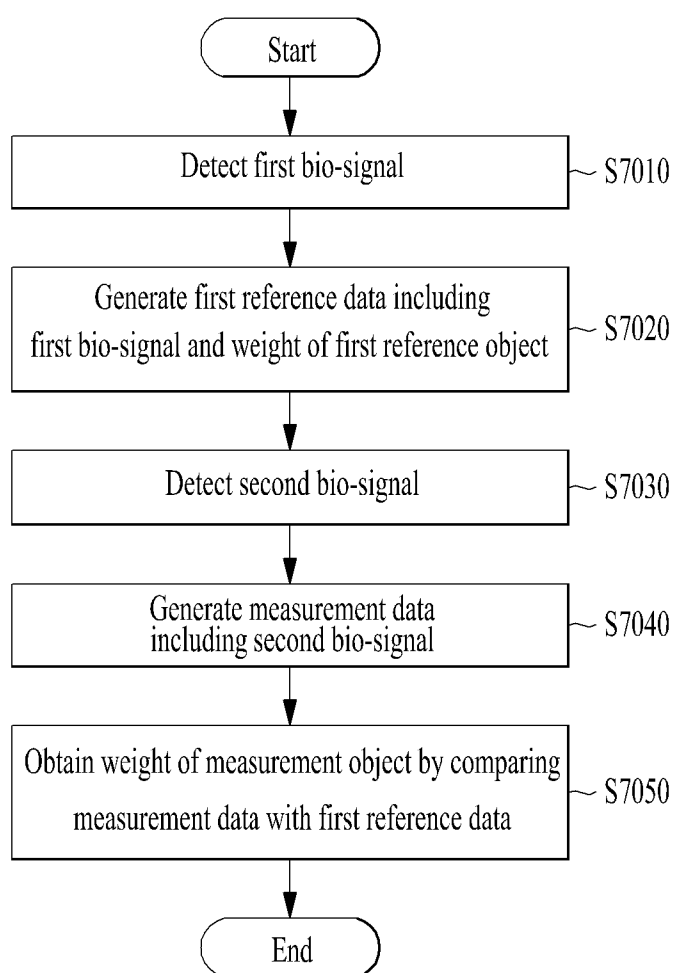 Start
Detect first bio-signal
S7010
Generate first reference data including
first bio-signal and weight of first reference object
S7020
Detect second bio-signal
S7030
Generate measurement data
including second bio-signal
S7040
Obtain weight of measurement object by comparing
measurement data with first reference data
S7050
End